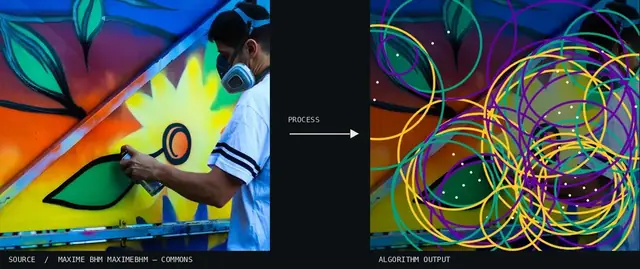 PROCESS
SOURCE / MAXIME BHM MAXIMEBHM — COMMONS
ALGORITHM OUTPUT